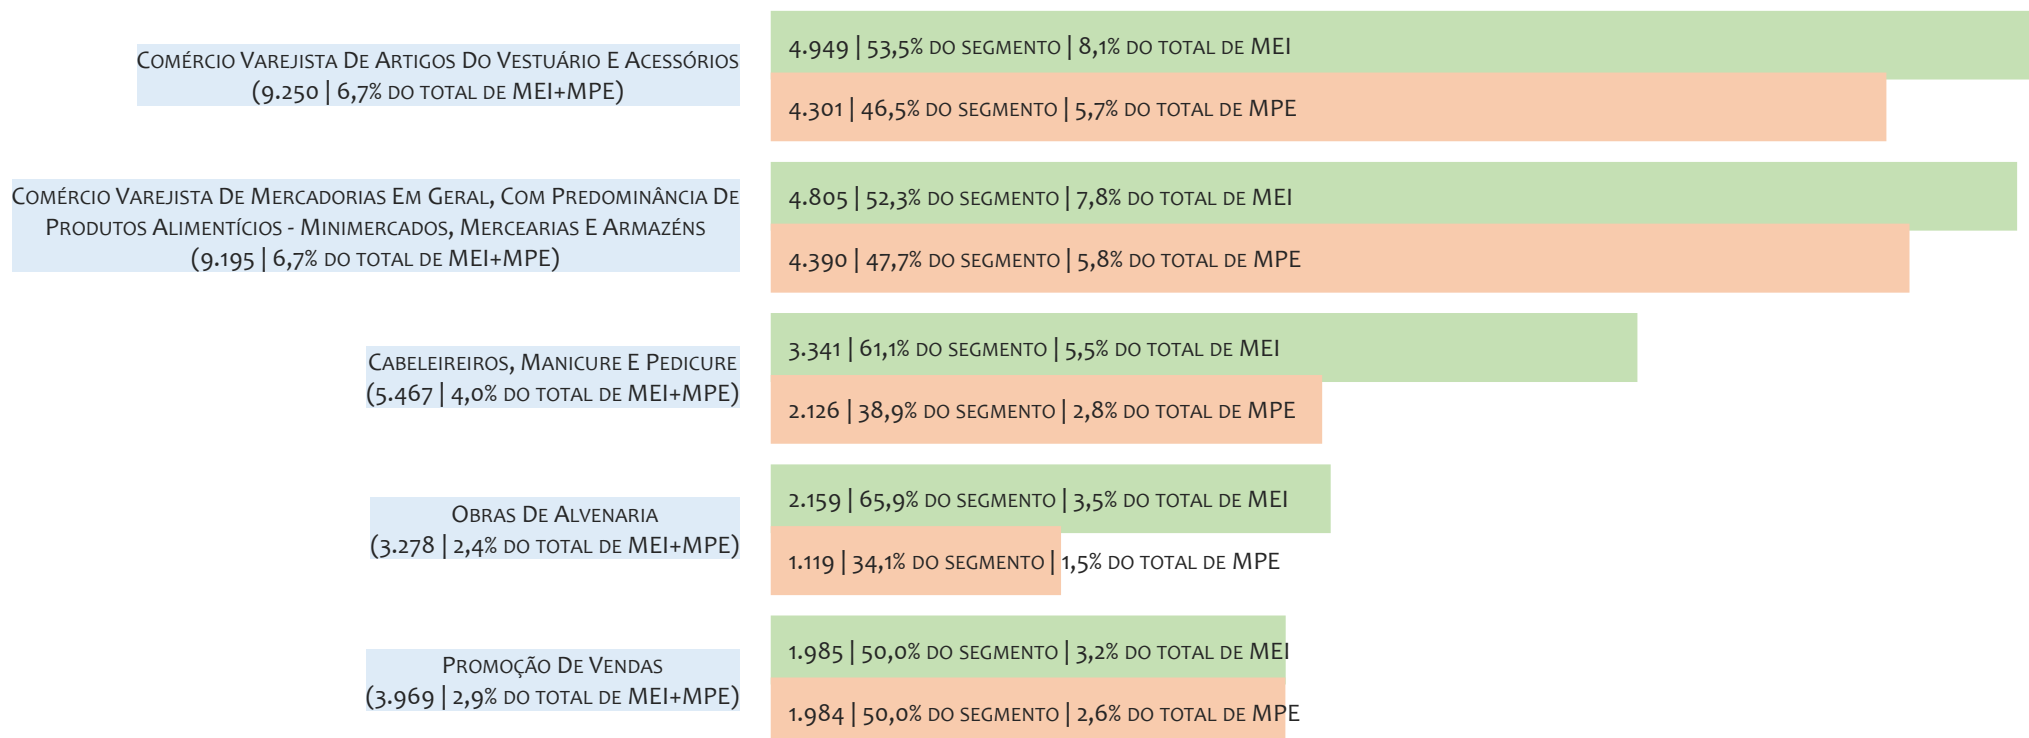 Comércio Varejista De Artigos Do Vestuário E Acessórios
(9.250 | 6,7% do total de MEI+MPE)
4.949 | 53,5% do segmento | 8,1% do total de MEI
4.301 | 46,5% do segmento | 5,7% do total de MPE
Comércio Varejista De Mercadorias Em Geral, Com Predominância De
Produtos Alimentícios - Minimercados, Mercearias E Armazéns
(9.195 | 6,7% do total de MEI+MPE)
4.805 | 52,3% do segmento | 7,8% do total de MEI
4.390 | 47,7% do segmento | 5,8% do total de MPE
Cabeleireiros, Manicure E Pedicure
(5.467 | 4,0% do total de MEI+MPE)
3.341 | 61,1% do segmento | 5,5% do total de MEI
2.126 | 38,9% do segmento | 2,8% do total de MPE
Obras De Alvenaria
(3.278 | 2,4% do total de MEI+MPE)
2.159 | 65,9% do segmento | 3,5% do total de MEI
1.119 | 34,1% do segmento | 1,5% do total de MPE
Promoção De Vendas
(3.969 | 2,9% do total de MEI+MPE)
1.985 | 50,0% do segmento | 3,2% do total de MEI
1.984 | 50,0% do segmento | 2,6% do total de MPE